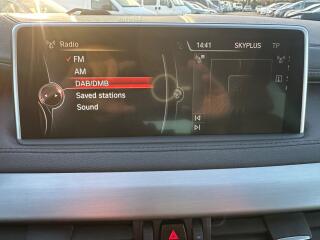 Radio
14:41 SKYPLUS TP
FM
AM
DAB/DMB
Saved stations
Sound